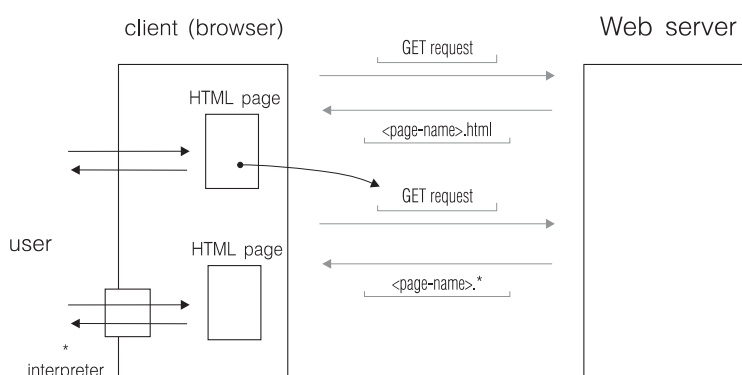 client (browser)
Web server
GET request
HTML page
<page-name>.html
GET request
user
HTML page
<page-name>.*
*
interpreter